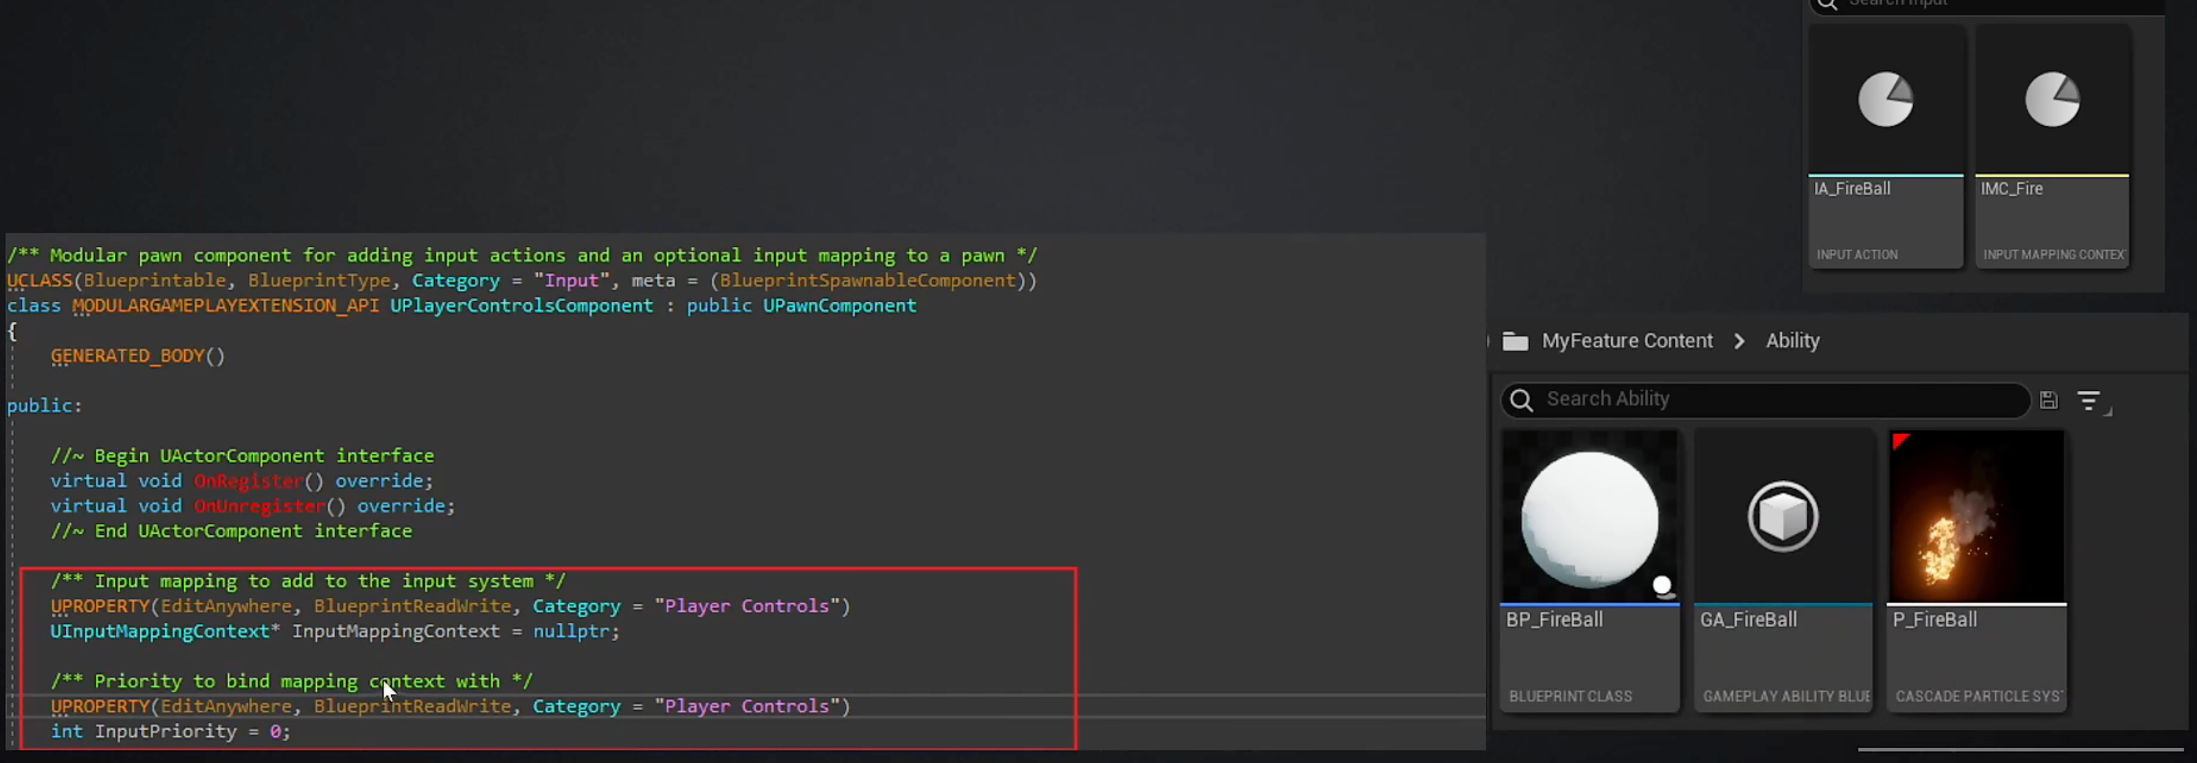 Search Input
IA_FireBall
INPUT ACTION
IMC_Fire
INPUT MAPPING CONTEX
/** Modular pawn component for adding input actions and an optional input mapping to a pawn */
UCLASS(Blueprintable, BlueprintType, Category = "Input", meta = (BlueprintSpawnableComponent))
class MODULARGAMEPLAYEXTENSION_API UPlayerControlsComponent : public UPawnComponent
{
GENERATED_BODY()
public:
//~ Begin UActorComponent interface
virtual void OnRegister() override;
virtual void OnUnregister() override;
//~ End UActorComponent interface
/** Input mapping to add to the input system */
UPROPERTY(EditAnywhere, BlueprintReadWrite, Category = "Player Controls")
UInputMappingContext* InputMappingContext = nullptr;
/** Priority to bind mapping context with */
UPROPERTY(EditAnywhere, BlueprintReadWrite, Category = "Player Controls")
int InputPriority = 0;
MyFeature Content > Ability
Search Ability
BP_FireBall
BLUEPRINT CLASS
GA_FireBall
GAMEPLAY ABILITY BLUE
P_FireBall
CASCADE PARTICLE SYST